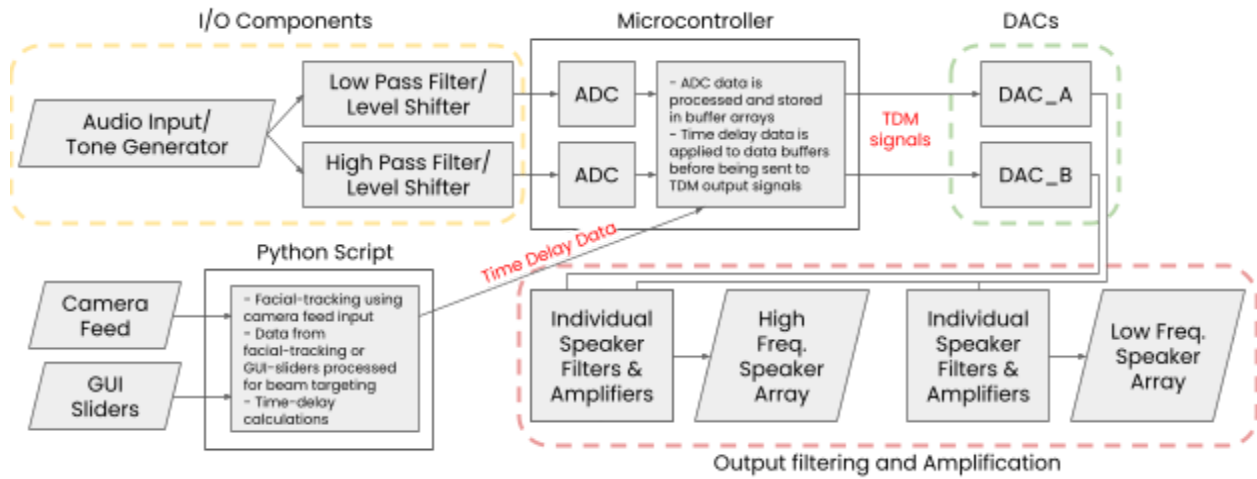 I/O Components
Microcontroller
DACs
Audio Input/
Tone Generator
Low Pass Filter/
Level Shifter
High Pass Filter/
Level Shifter
ADC
ADC
- ADC data is
processed and stored
in buffer arrays
- Time delay data is
applied to data buffers
before being sent to
TDM output signals
TDM
signals
DAC_A
DAC_B
Time Delay Data
Python Script
Camera
Feed
GUI
Sliders
- Facial-tracking using
camera feed input
- Data from
facial-tracking or
GUI-sliders processed
for beam targeting
- Time-delay
calculations
Individual
Speaker
Filters &
Amplifiers
High
Freq.
Speaker
Array
Individual
Speaker
Filters &
Amplifiers
Low Freq.
Speaker
Array
Output filtering and Amplification